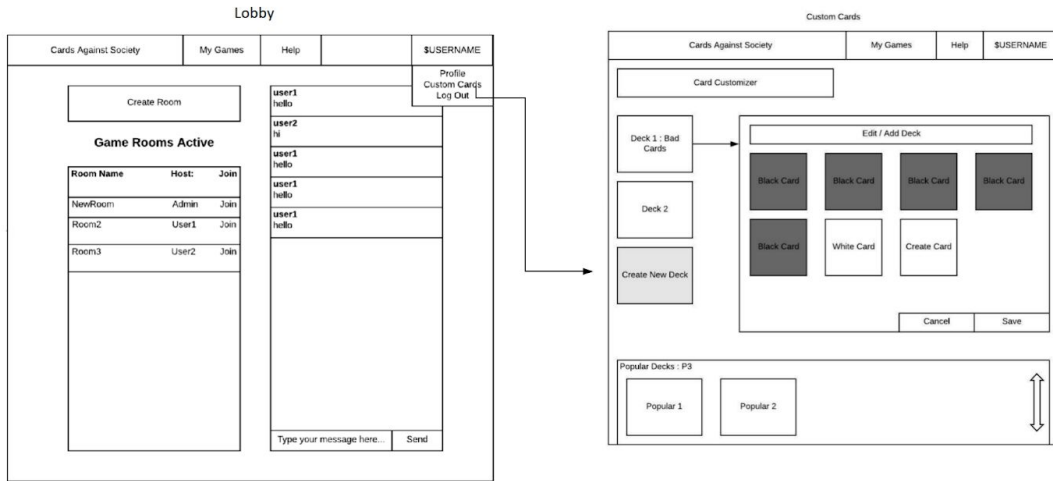 Lobby
Cards Against Society My Games Help $USERNAME
Profile
Custom Cards
Log Out
Create Room
Game Rooms Active
Room Name Host: Join
NewRoom Admin Join
Room2 User1 Join
Room3 User2 Join
user1
hello
user2
hi
user1
hello
user1
hello
user1
hello
Type your message here... Send
Custom Cards
Cards Against Society My Games Help $USERNAME
Card Customizer
Deck 1 : Bad
Cards
Deck 2
Create New Deck
Edit / Add Deck
Black Card Black Card Black Card Black Card
Black Card White Card Create Card
Cancel Save
Popular Decks : P3
Popular 1 Popular 2